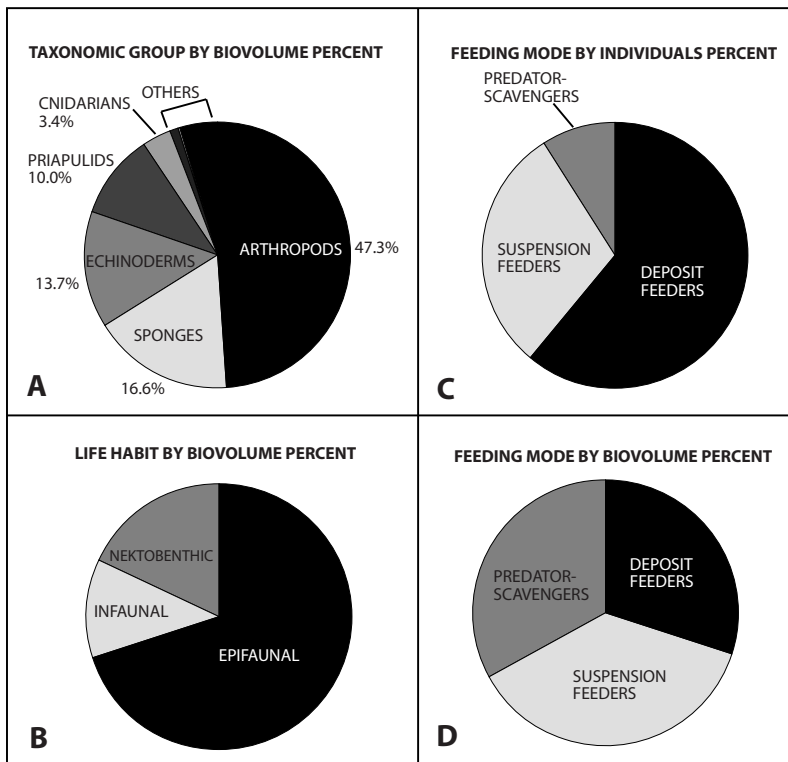 TAXONOMIC GROUP BY BIOVOLUME PERCENT
OTHERS
CNIDARIANS
3.4%
PRIAPULIDS
10.0%
ARTHROPODS
47.3%
ECHINODERMS
13.7%
SPONGES
16.6%
A
FEEDING MODE BY INDIVIDUALS PERCENT
PREDATOR-
SCAVENGERS
SUSPENSION
FEEDERS
DEPOSIT
FEEDERS
C
LIFE HABIT BY BIOVOLUME PERCENT
NEKTOBENTHIC
INFAUNAL
EPIFAUNAL
B
FEEDING MODE BY BIOVOLUME PERCENT
DEPOSIT
FEEDERS
PREDATOR-
SCAVENGERS
SUSPENSION
FEEDERS
D